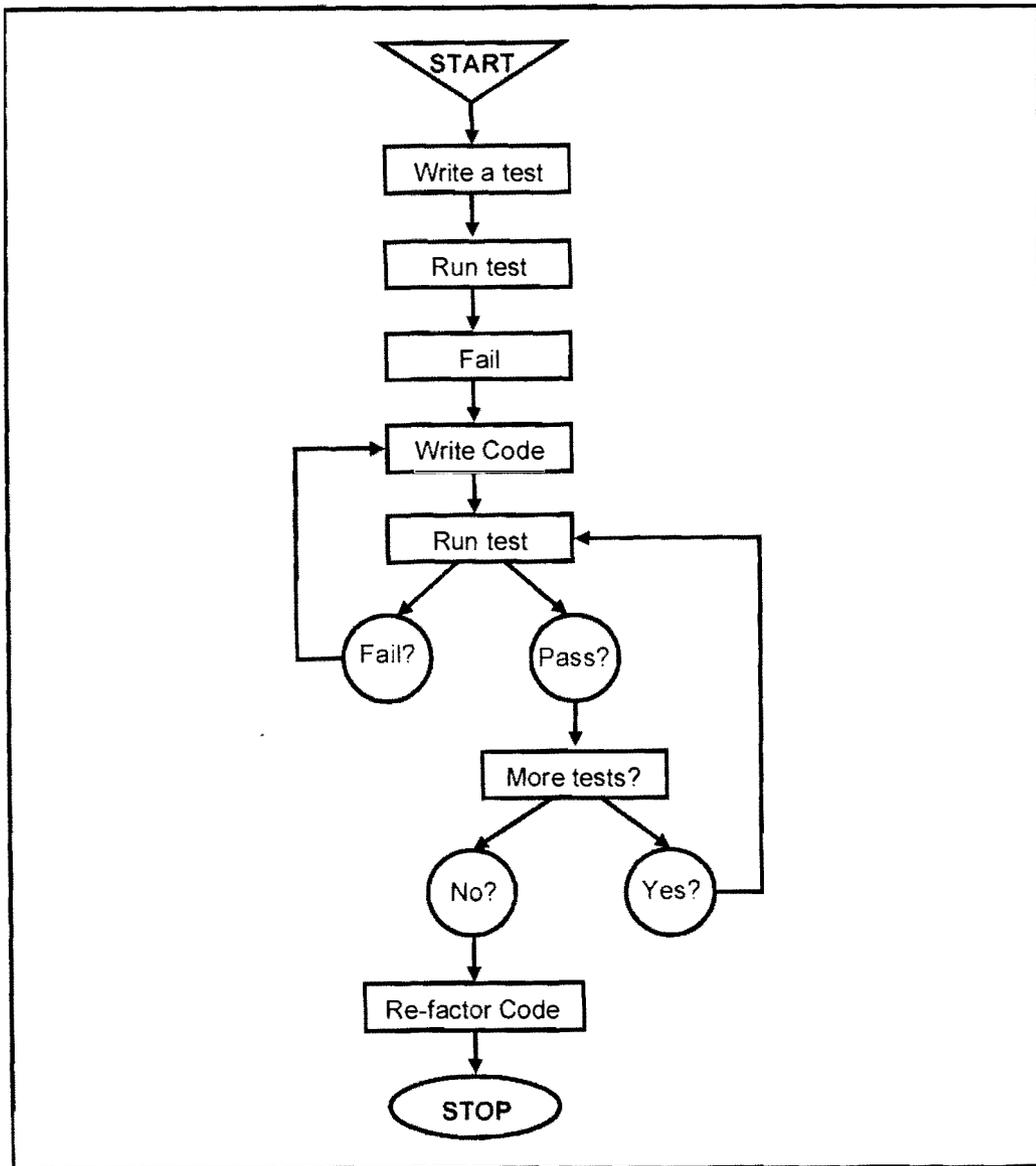 START
Write a test
Run test
Fail
Write Code
Run test
Fail?
Pass?
More tests?
No?
Yes?
Re-factor Code
STOP